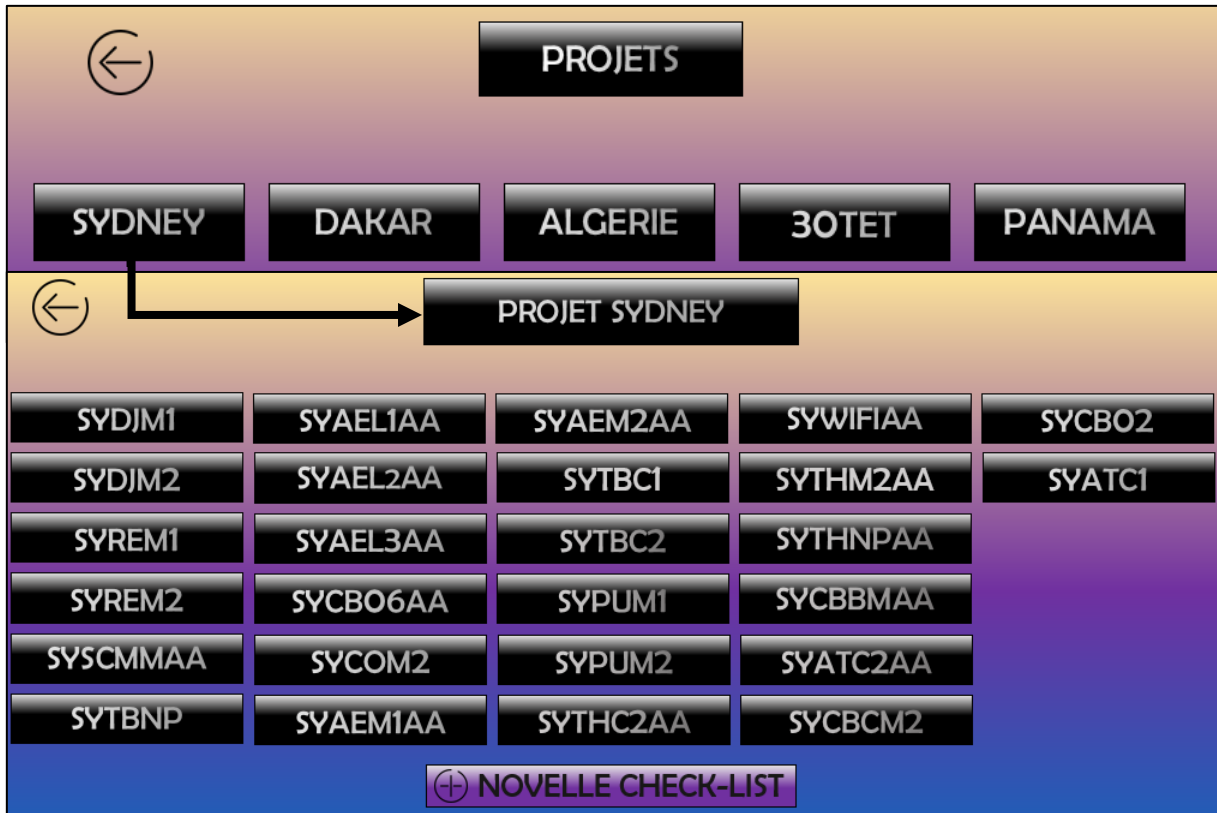 PROJETS
SYDNEY DAKAR ALGERIE 30TET PANAMA
PROJET SYDNEY
SYDJM1 SYAEL1AA SYAEM2AA SYWIFIAA SYCBO2
SYDJM2 SYAEL2AA SYTBC1 SYTHM2AA SYATC1
SYREM1 SYAEL3AA SYTBC2 SYTHNPAA
SYREM2 SYCBO6AA SYPUM1 SYCBBMAA
SYSCMMAA SYCOM2 SYPUM2 SYATC2AA
SYTBNP SYAEM1AA SYTHC2AA SYCBCM2
NOVELLE CHECK-LIST